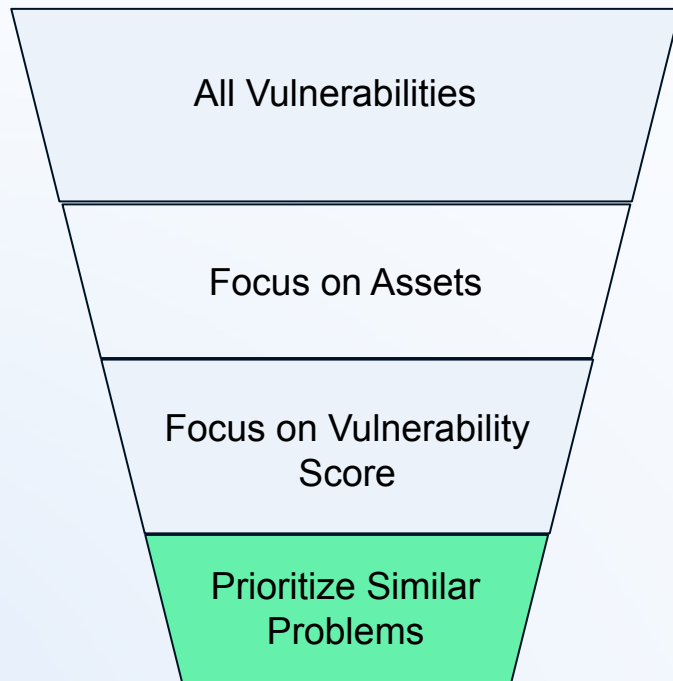 All Vulnerabilities
Focus on Assets
Focus on Vulnerability
Score
Prioritize Similar
Problems